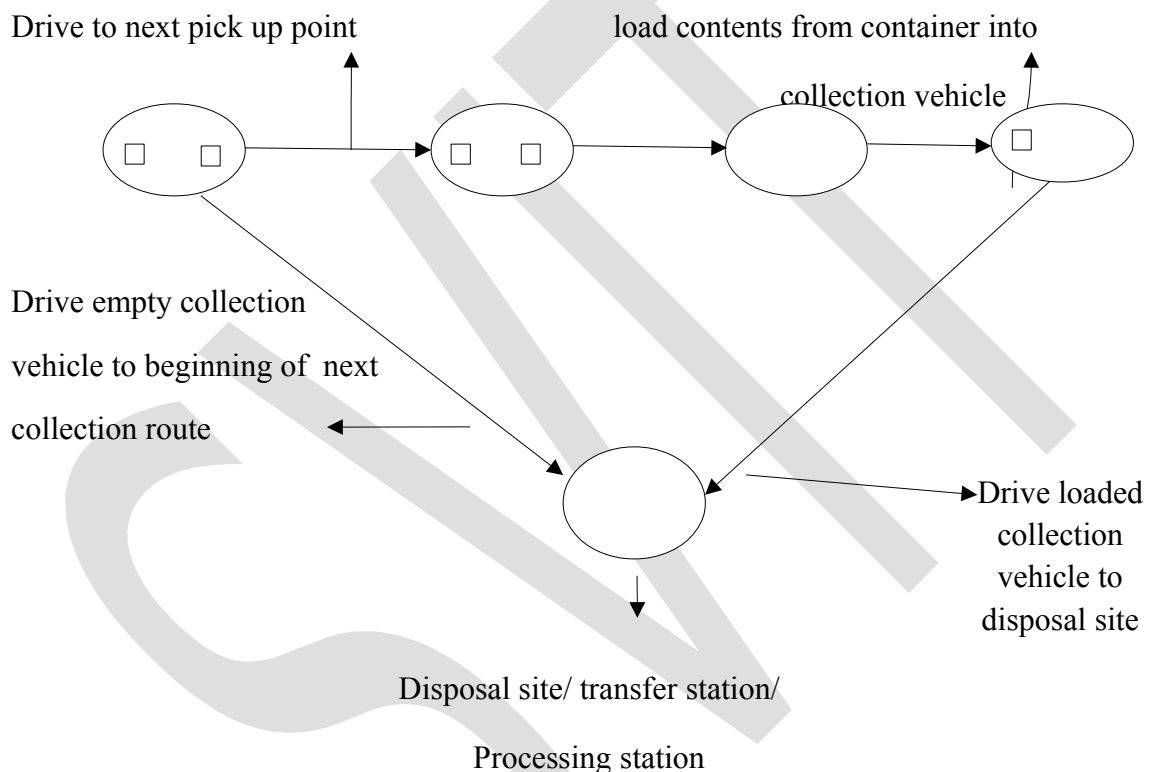 Drive to next pick up point
load contents from container into
collection vehicle
Drive empty collection
vehicle to beginning of next
collection route
Drive loaded
collection
vehicle to
disposal site
Disposal site/ transfer station/
Processing station
SVIT